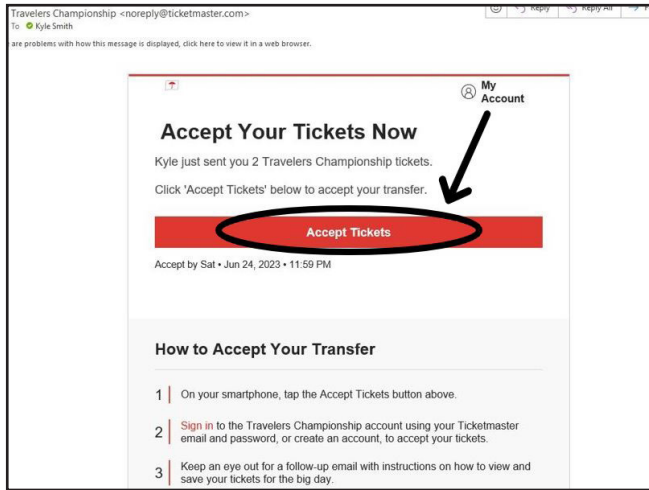 Travelers Championship <noreply@ticketmaster.com>
Reply Reply All
To Kyle Smith
are problems with how this message is displayed, click here to view it in a web browser.
My
Account
Accept Your Tickets Now
Kyle just sent you 2 Travelers Championship tickets.
Click 'Accept Tickets' below to accept your transfer.
Accept Tickets
Accept by Sat • Jun 24, 2023 • 11:59 PM
How to Accept Your Transfer
1 On your smartphone, tap the Accept Tickets button above.
2 Sign in to the Travelers Championship account using your Ticketmaster
email and password, or create an account, to accept your tickets.
3 Keep an eye out for a follow-up email with instructions on how to view and
save your tickets for the big day.